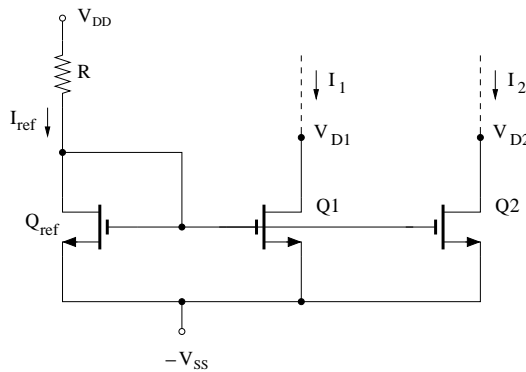 V_DD
R
I_ref
I_1
I_2
V_D1
V_D2
Q_ref
Q1
Q2
−V_SS